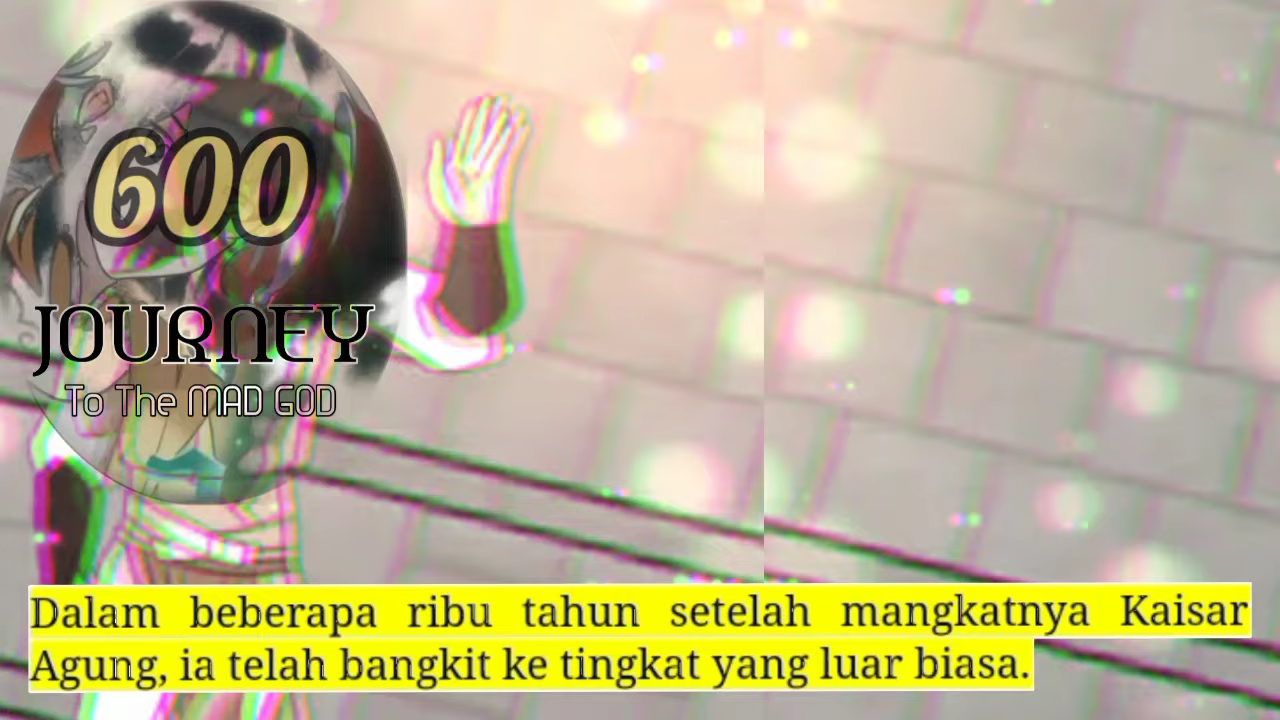 600
JOURNEY
To The MAD GOD
Dalam beberapa ribu tahun setelah mangkatnya Kaisar
Agung, ia telah bangkit ke tingkat yang luar biasa.